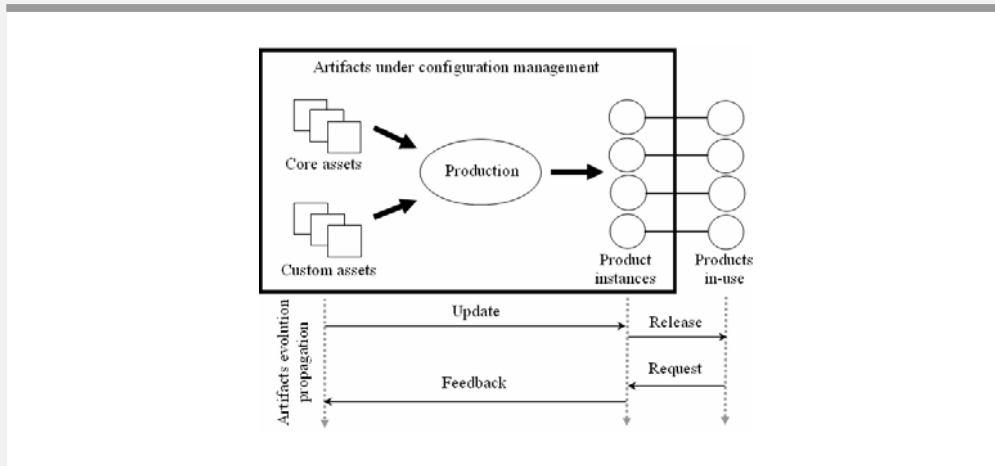 Artifacts under configuration management
Core assets
Production
Custom assets
Product
instances
Products
in-use
Artifacts evolution
propagation
Update
Release
Request
Feedback